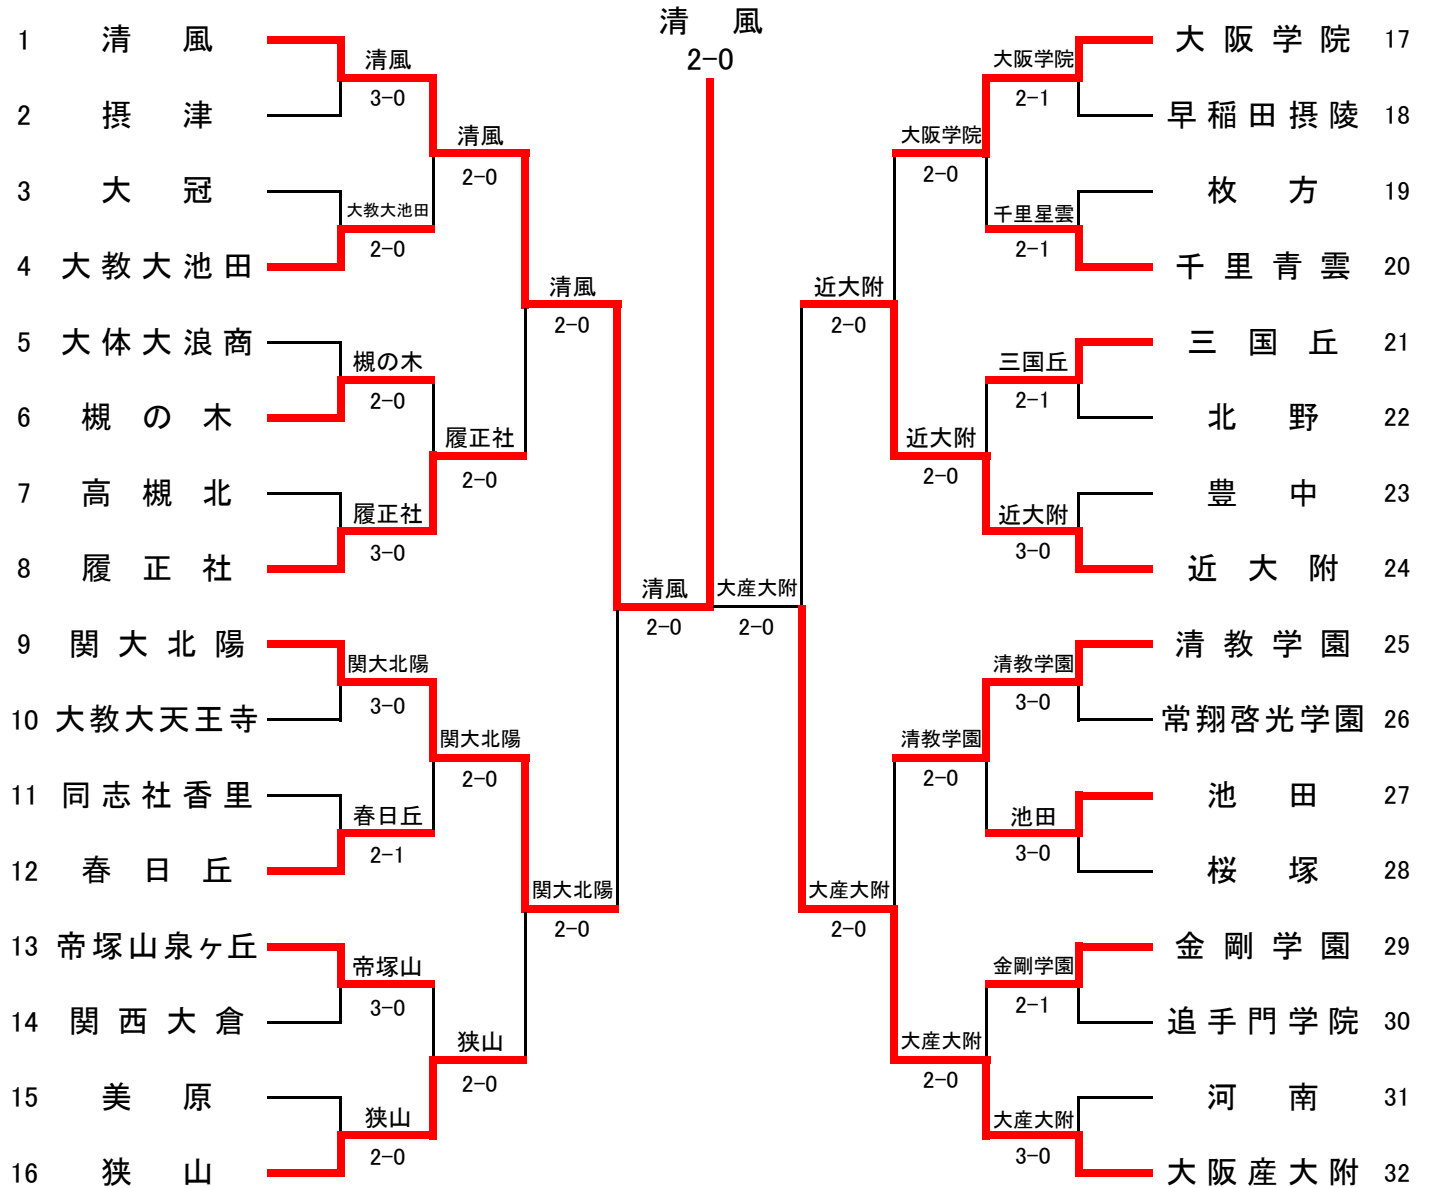 清風
2-0
1 清風
2 摂津
3 大冠
4 大教大池田
5 大体大浪商
6 槻の木
7 高槻北
8 履正社
9 関大北陽
10 大教大天王寺
11 同志社香里
12 春日丘
13 帝塚山泉ヶ丘
14 関西大倉
15 美原
16 狭山
清風
3-0
大教大池田
2-0
槻の木
2-0
履正社
3-0
関大北陽
3-0
春日丘
2-1
帝塚山
3-0
狭山
2-0
清風
2-0
履正社
2-0
関大北陽
2-0
狭山
2-0
清風
2-0
関大北陽
2-0
清風
2-0
大産大附
2-0
近大附
2-0
大産大附
2-0
大阪学院
2-0
近大附
2-0
清教学園
2-0
大産大附
2-0
大阪学院
2-1
千里星雲
2-1
三国丘
2-1
近大附
3-0
清教学園
3-0
池田
3-0
金剛学園
2-1
大産大附
3-0
大阪学院 17
早稲田摂陵 18
枚方 19
千里青雲 20
三国丘 21
北野 22
豊中 23
近大附 24
清教学園 25
常翔啓光学園 26
池田 27
桜塚 28
金剛学園 29
追手門学院 30
河南 31
大阪産大附 32